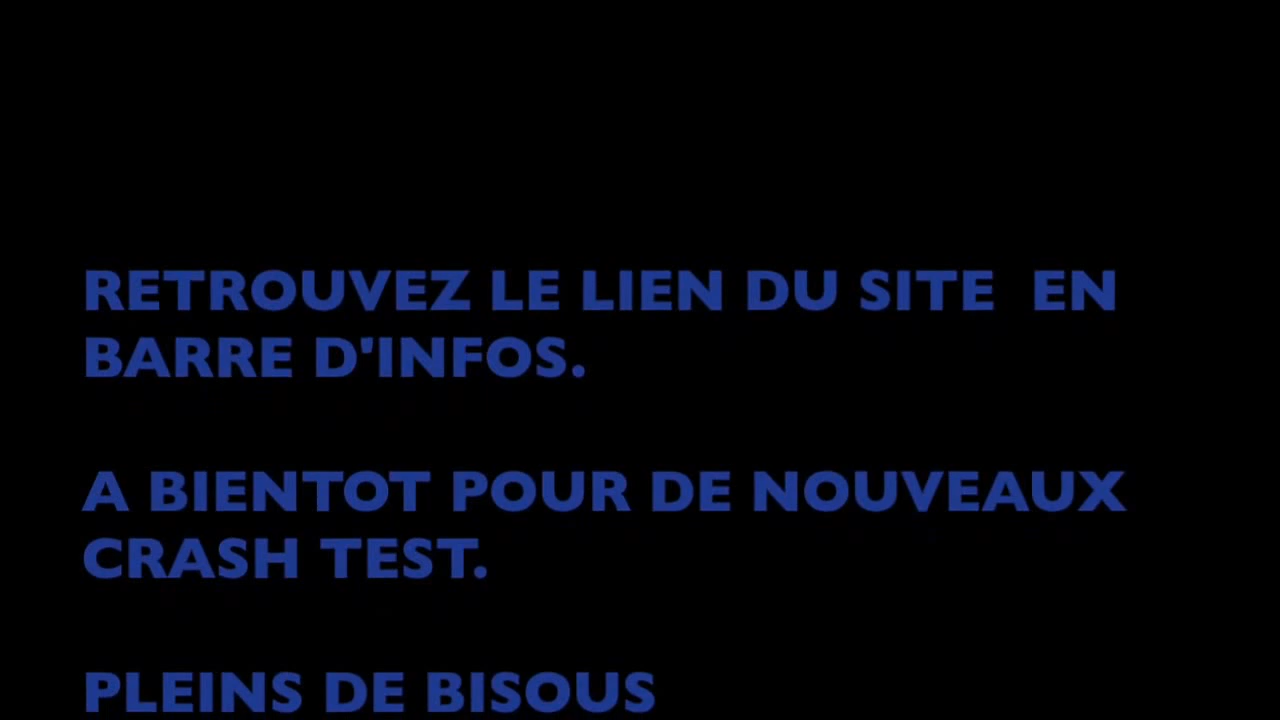 RETROUVEZ LE LIEN DU SITE  EN
BARRE D'INFOS.
A BIENTOT POUR DE NOUVEAUX
CRASH TEST.
PLEINS DE BISOUS